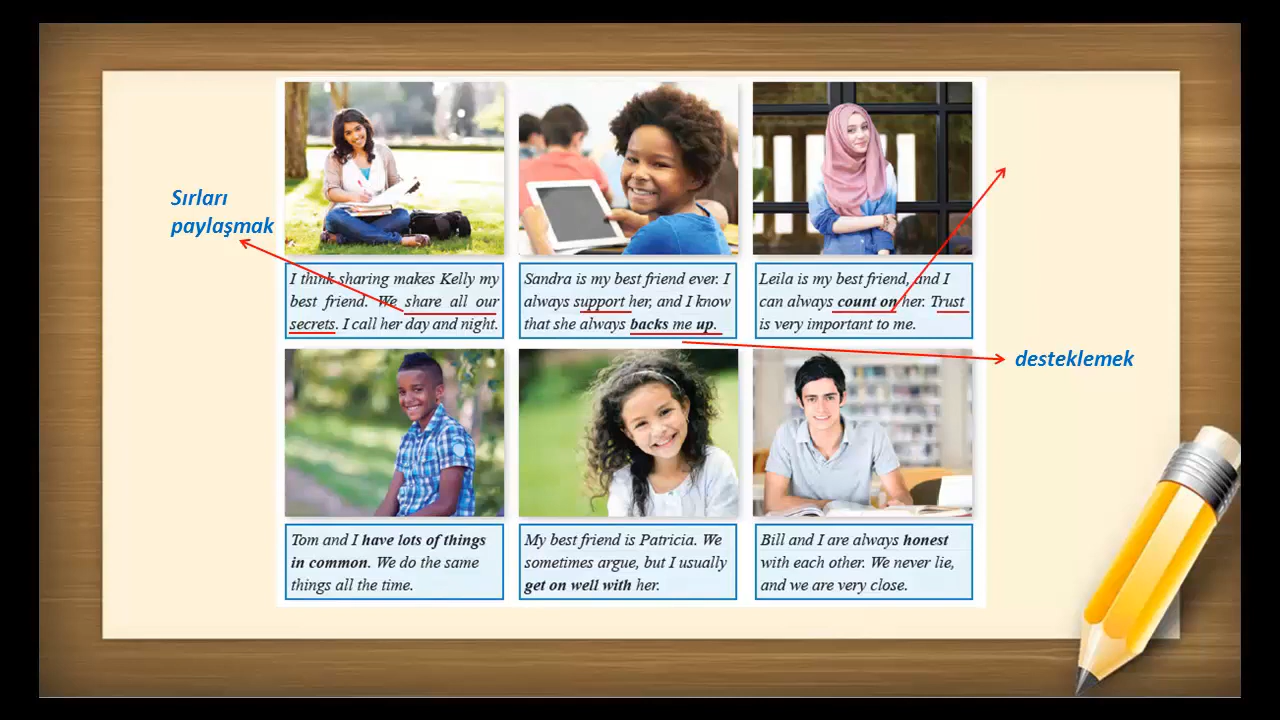 Sırları
paylaşmak
I think sharing makes Kelly my
best friend. We share all our
secrets. I call her day and night.
Sandra is my best friend ever. I
always support her, and I know
that she always backs me up.
Leila is my best friend, and I
can always count on her. Trust
is very important to me.
desteklemek
Tom and I have lots of things
in common. We do the same
things all the time.
My best friend is Patricia. We
sometimes argue, but I usually
get on well with her.
Bill and I are always honest
with each other. We never lie,
and we are very close.